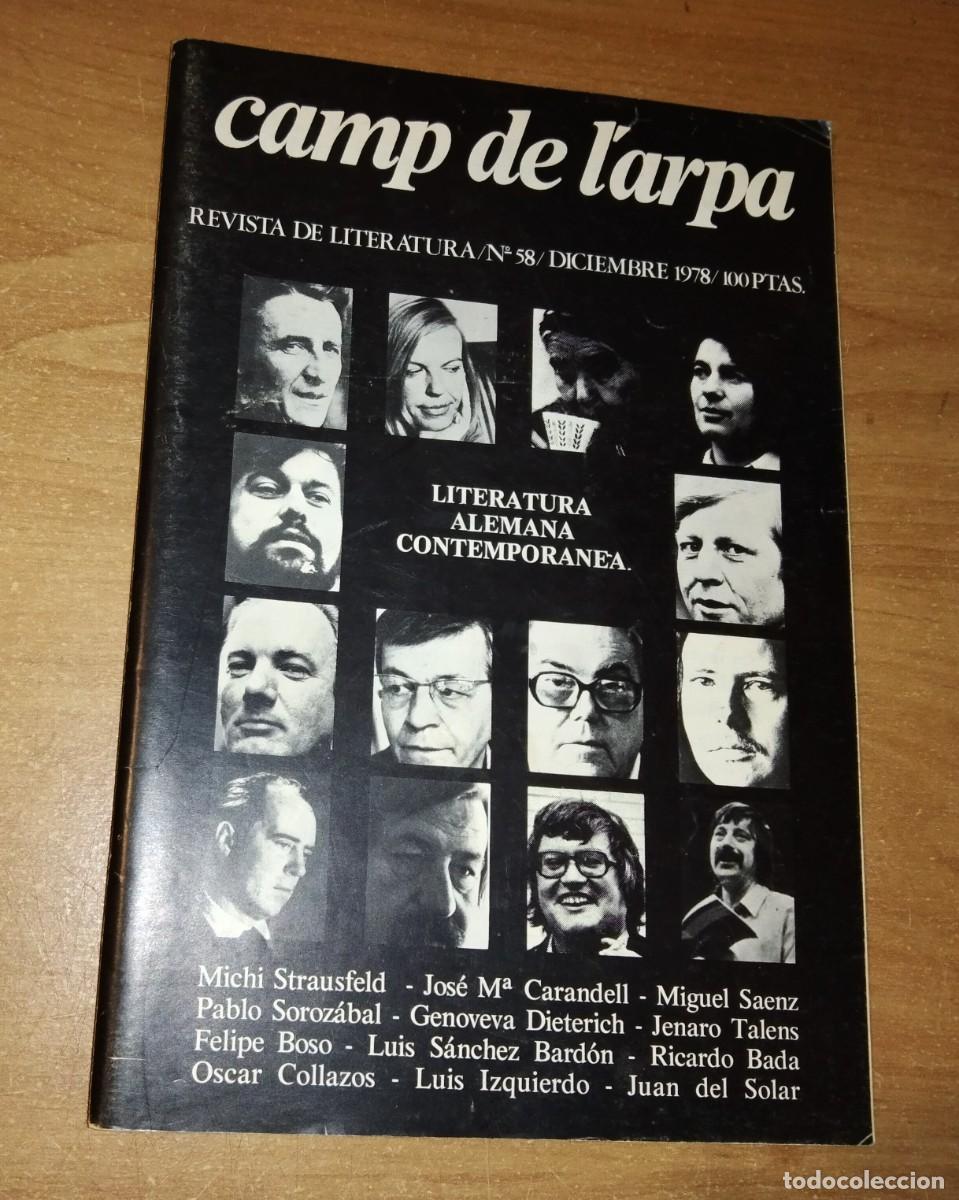 camp de l'arpa
REVISTA DE LITERATURA/Nº 58/DICIEMBRE 1978/100 PTAS.
LITERATURA
ALEMANA
CONTEMPORANEA.
Michi Strausfeld - José Mª Carandell - Miguel Saenz
Pablo Sorozábal - Genoveva Dieterich - Jenaro Talens
Felipe Boso - Luis Sánchez Bardón - Ricardo Bada
Oscar Collazos - Luis Izquierdo - Juan del Solar
todocoleccion